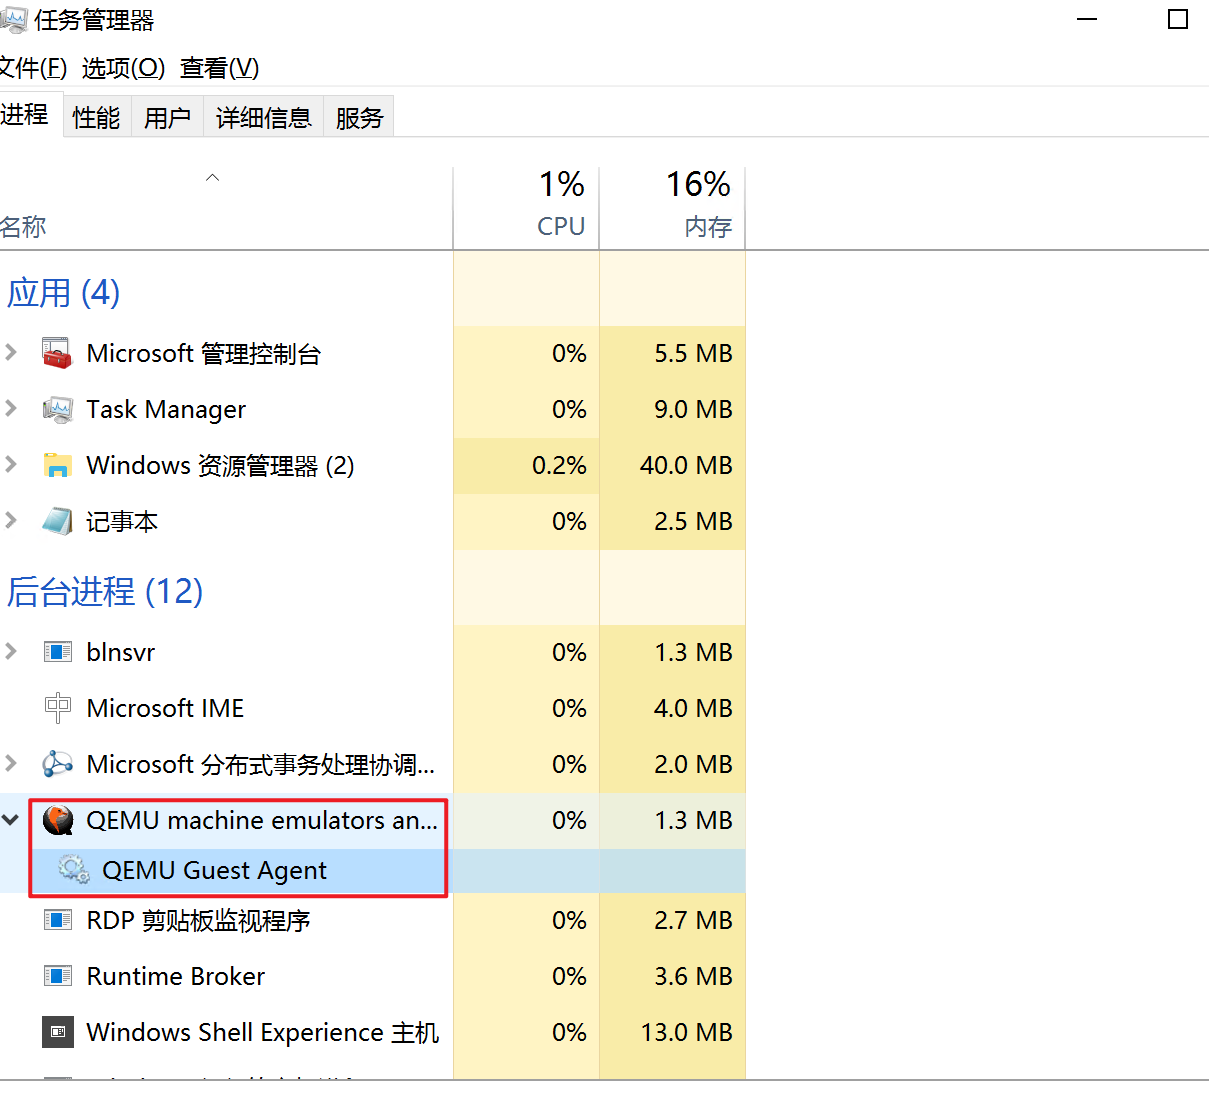 任务管理器
文件(F) 选项(O) 查看(V)
进程 性能 用户 详细信息 服务
1% 16%
名称 CPU 内存
应用 (4)
Microsoft 管理控制台 0% 5.5 MB
Task Manager 0% 9.0 MB
Windows 资源管理器 (2) 0.2% 40.0 MB
记事本 0% 2.5 MB
后台进程 (12)
blnsvr 0% 1.3 MB
Microsoft IME 0% 4.0 MB
Microsoft 分布式事务处理协调... 0% 2.0 MB
QEMU machine emulators an... 0% 1.3 MB
QEMU Guest Agent
RDP 剪贴板监视程序 0% 2.7 MB
Runtime Broker 0% 3.6 MB
Windows Shell Experience 主机 0% 13.0 MB